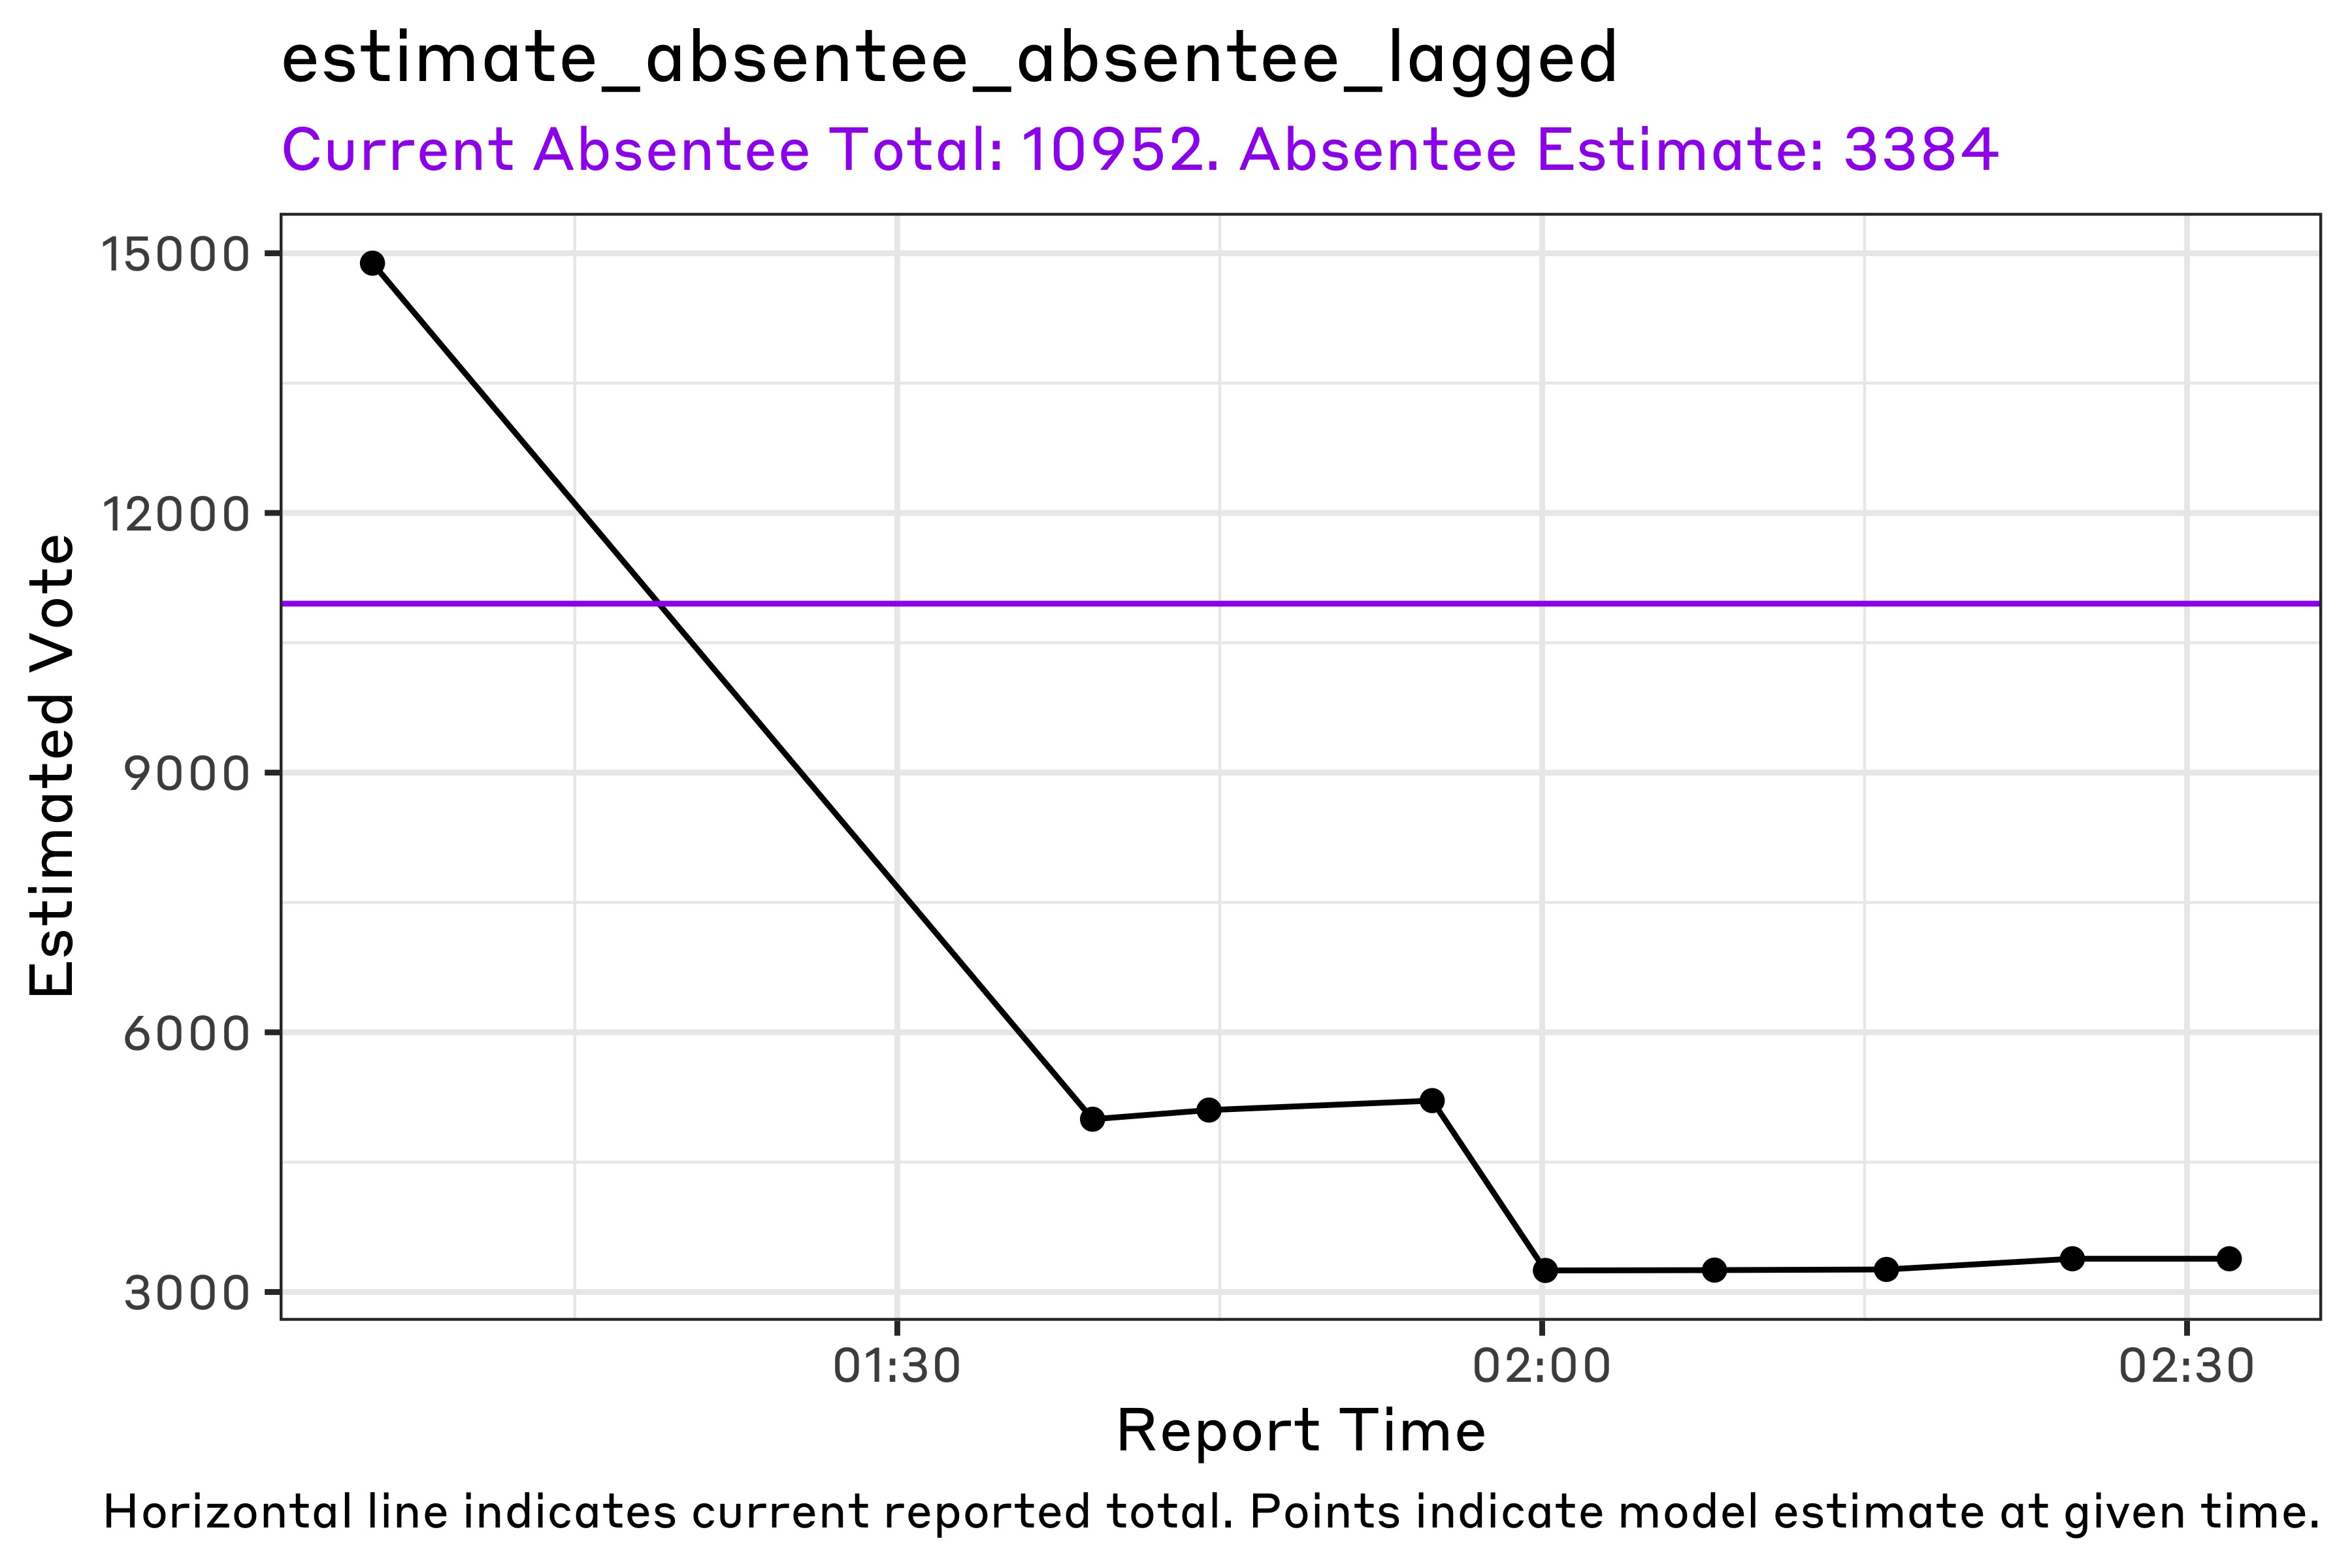 estimate_absentee_absentee_lagged
Current Absentee Total: 10952. Absentee Estimate: 3384
15000
12000
9000
6000
3000
Estimated Vote
01:30
02:00
02:30
Report Time
Horizontal line indicates current reported total. Points indicate model estimate at given time.